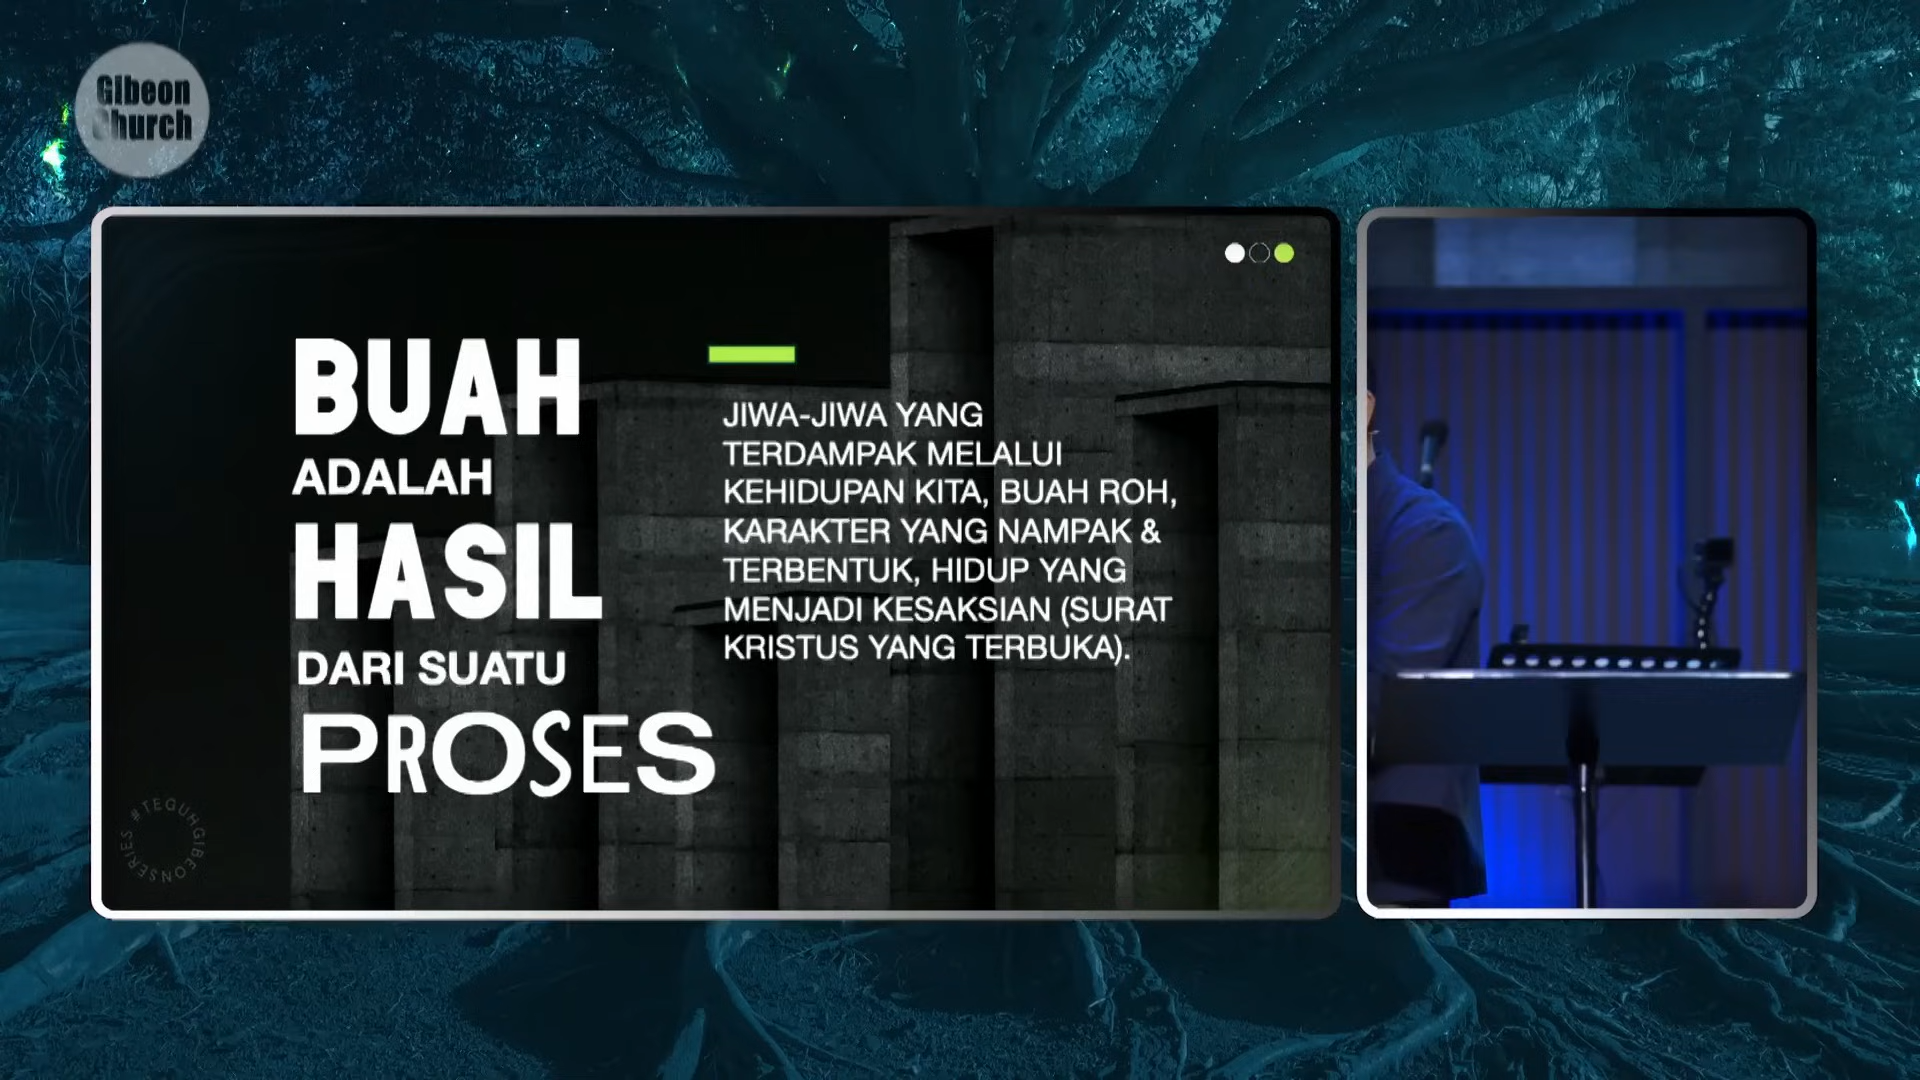 Gibeon
Church
BUAH
ADALAH
HASIL
DARI SUATU
PROSES
JIWA-JIWA YANG
TERDAMPAK MELALUI
KEHIDUPAN KITA, BUAH ROH,
KARAKTER YANG NAMPAK &
TERBENTUK, HIDUP YANG
MENJADI KESAKSIAN (SURAT
KRISTUS YANG TERBUKA).
#TEGUHGIBEONSERIES